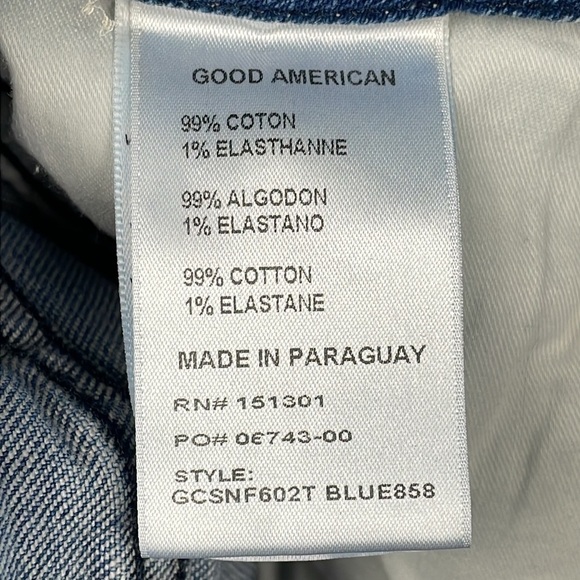 GOOD AMERICAN
99% COTON
1% ELASTHANNE
99% ALGODON
1% ELASTANO
99% COTTON
1% ELASTANE
MADE IN PARAGUAY
RN# 151301
PO# 06743-00
STYLE:
GCSNF602T BLUE858